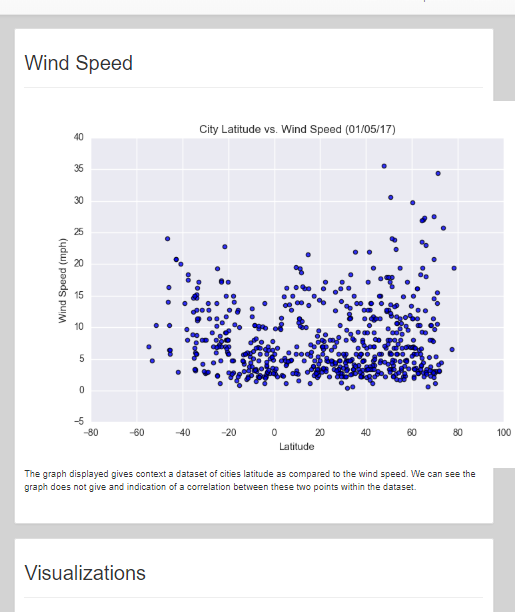 Wind Speed
City Latitude vs. Wind Speed (01/05/17)
40
35
30
25
20
15
10
5
0
−5
Wind Speed (mph)
−80 −60 −40 −20 0 20 40 60 80 100
Latitude
The graph displayed gives context a dataset of cities latitude as compared to the wind speed. We can see the
graph does not give and indication of a correlation between these two points within the dataset.
Visualizations